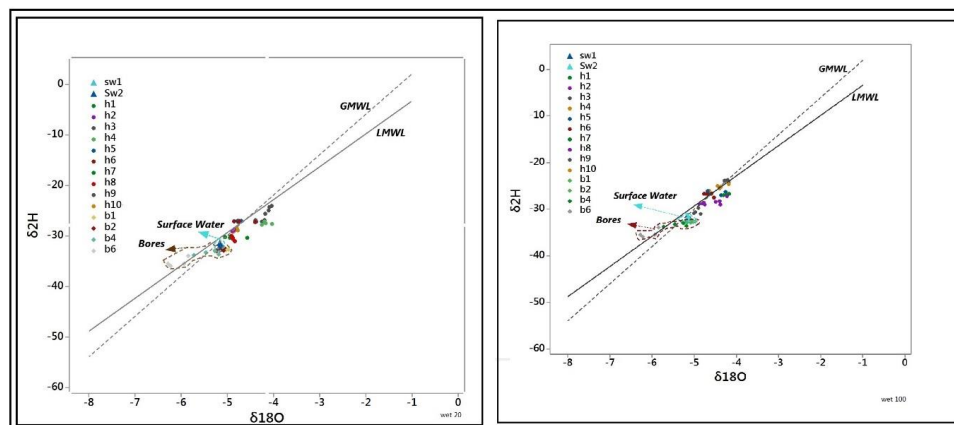 sw1
Sw2
h1
h2
h3
h4
h5
h6
h7
h8
h9
h10
b1
b2
b4
b6
GMWL
LMWL
Surface Water
Bores
0
-10
-20
-30
-40
-50
-60
δ2H
-8 -7 -6 -5 -4 -3 -2 -1 0
δ18O
wet 20
sw1
Sw2
h1
h2
h3
h4
h5
h6
h7
h8
h9
h10
b1
b2
b4
b6
GMWL
LMWL
Surface Water
Bores
0
-10
-20
-30
-40
-50
-60
δ2H
-8 -7 -6 -5 -4 -3 -2 -1 0
δ18O
wet 100